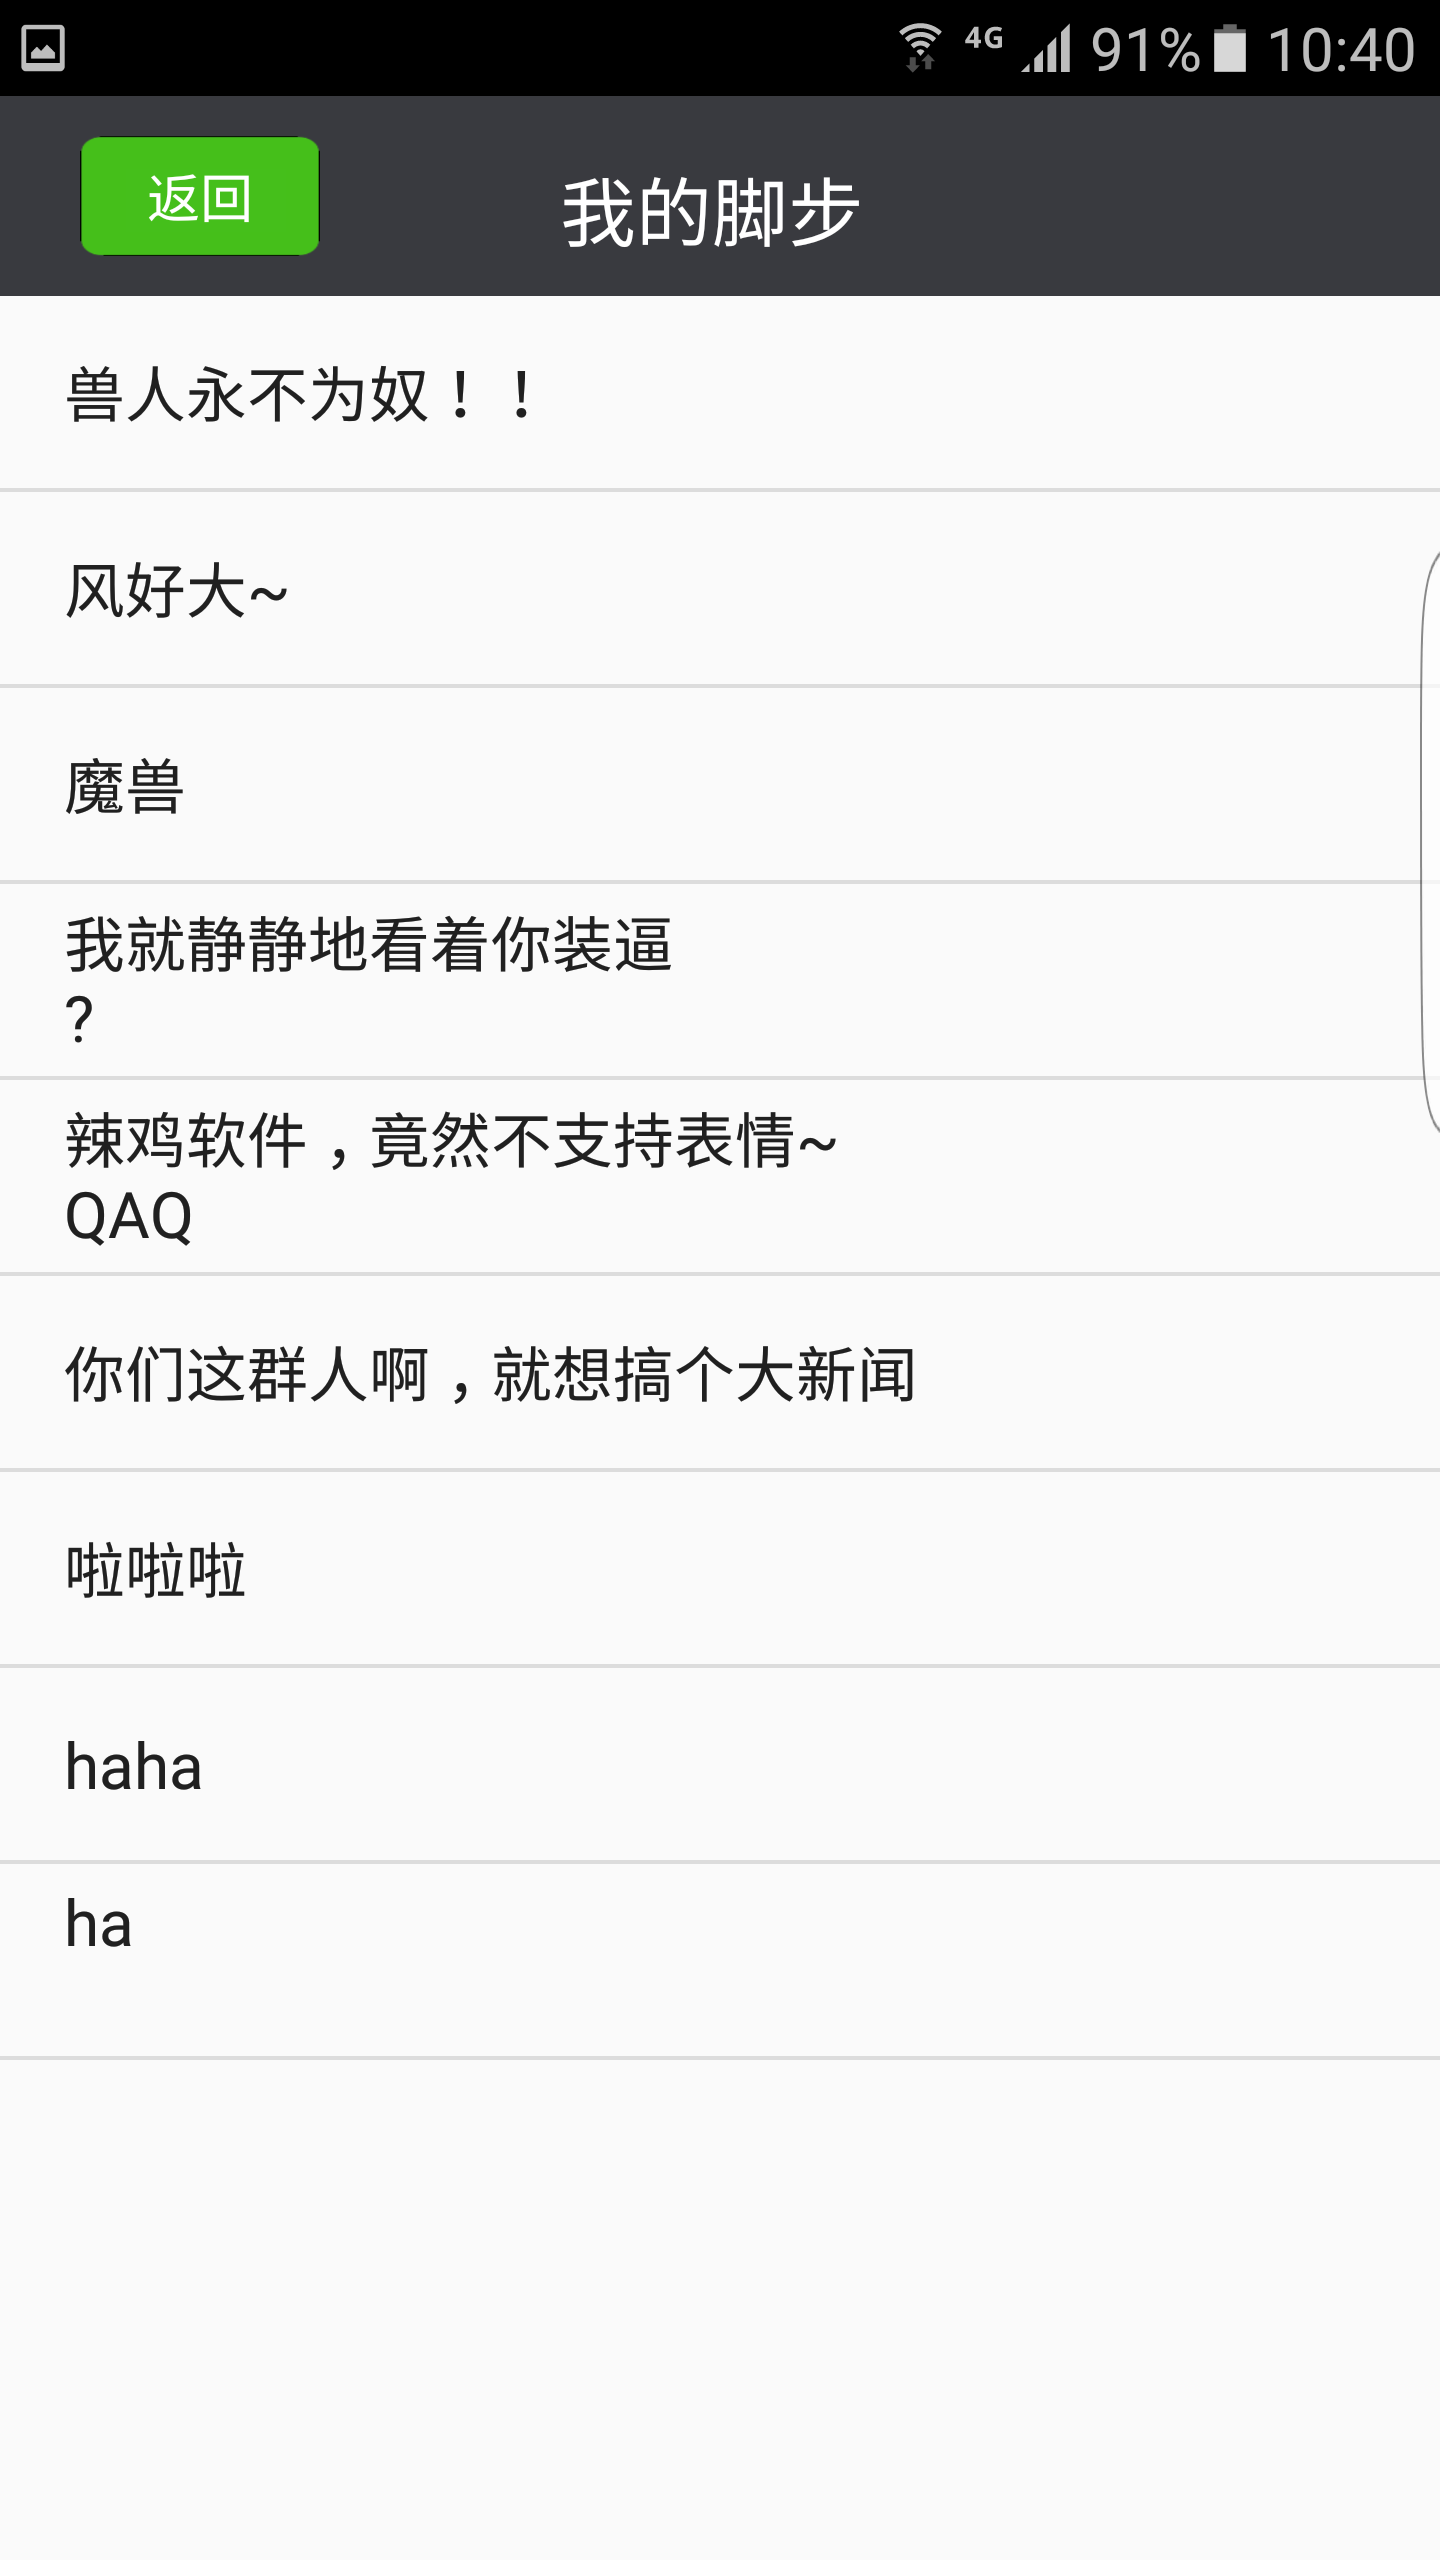 4G 91% 10:40
返回
我的脚步
兽人永不为奴！！
风好大~
魔兽
我就静静地看着你装逼
?
辣鸡软件，竟然不支持表情~
QAQ
你们这群人啊，就想搞个大新闻
啦啦啦
haha
ha